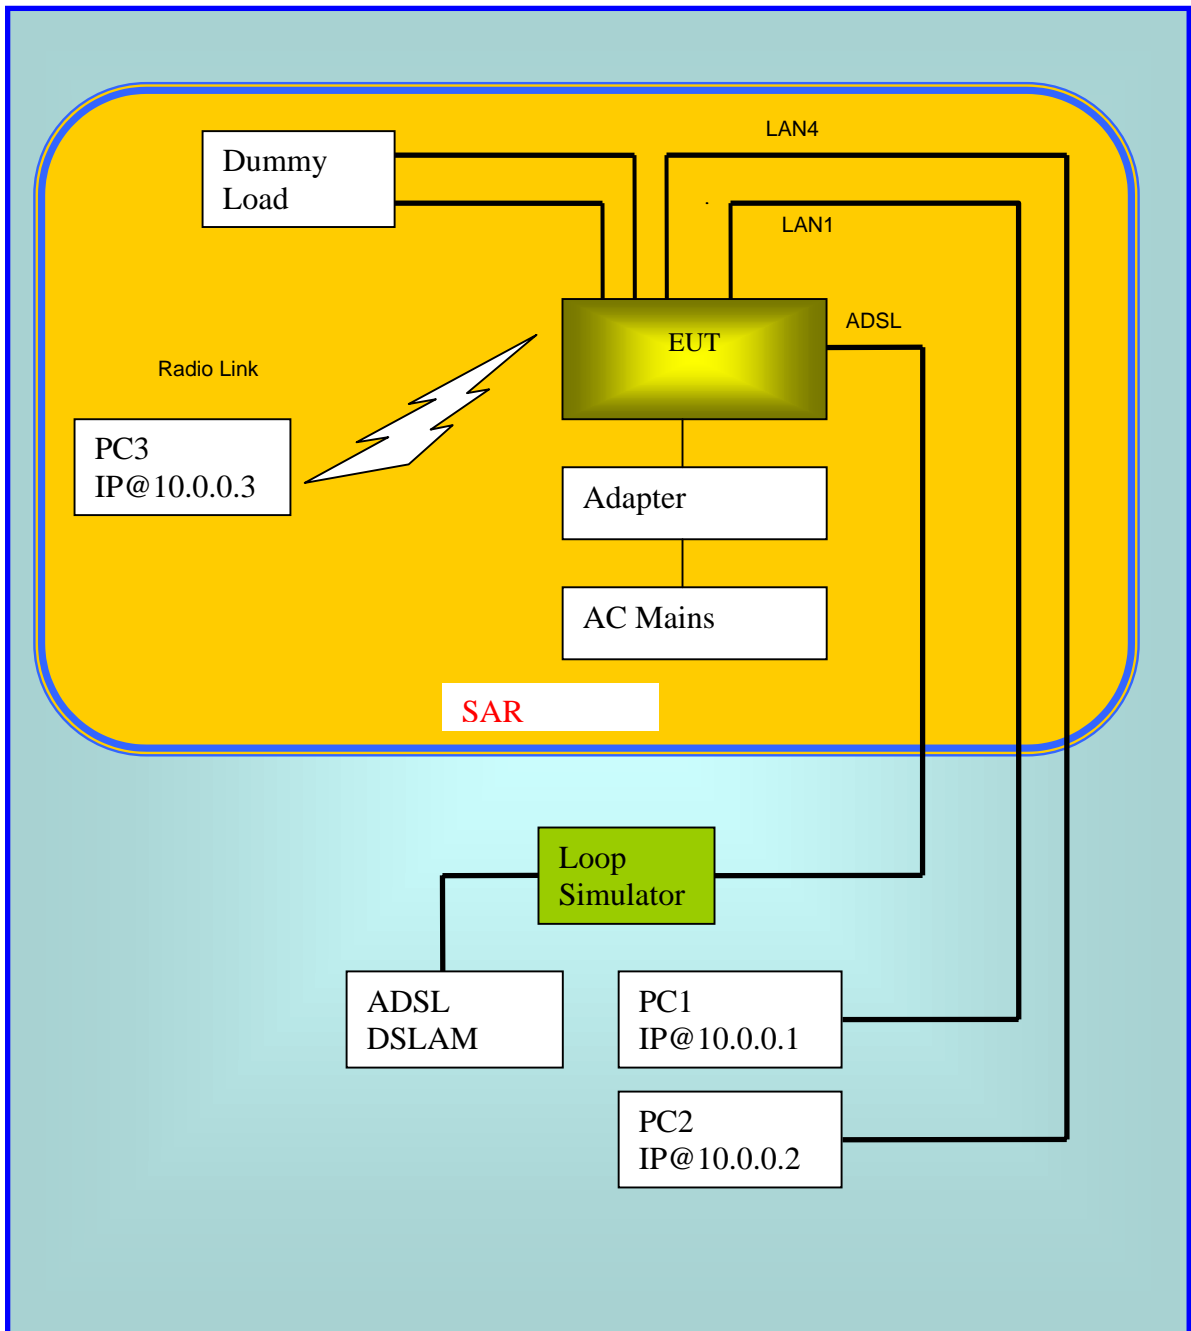 LAN4
Dummy
Load
LAN1
ADSL
EUT
Radio Link
PC3
IP@10.0.0.3
Adapter
AC Mains
SAR
Loop
Simulator
ADSL
DSLAM
PC1
IP@10.0.0.1
PC2
IP@10.0.0.2